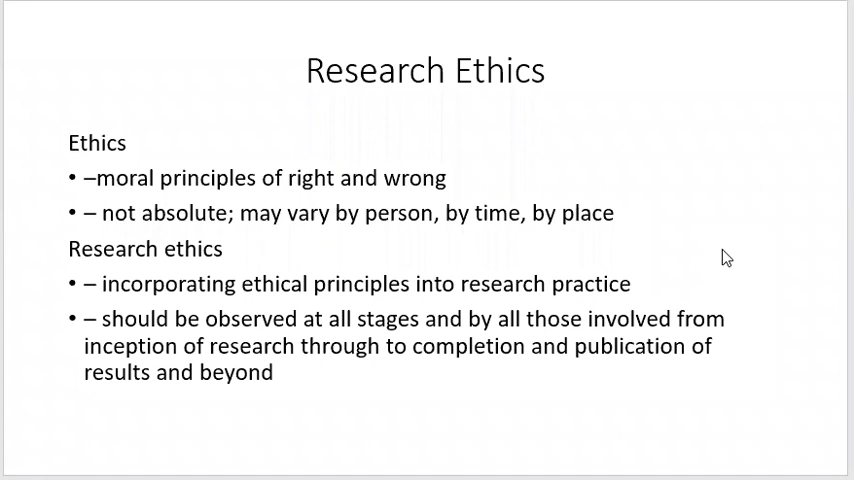 Research Ethics
Ethics
• –moral principles of right and wrong
• – not absolute; may vary by person, by time, by place
Research ethics
• – incorporating ethical principles into research practice
• – should be observed at all stages and by all those involved from
inception of research through to completion and publication of
results and beyond